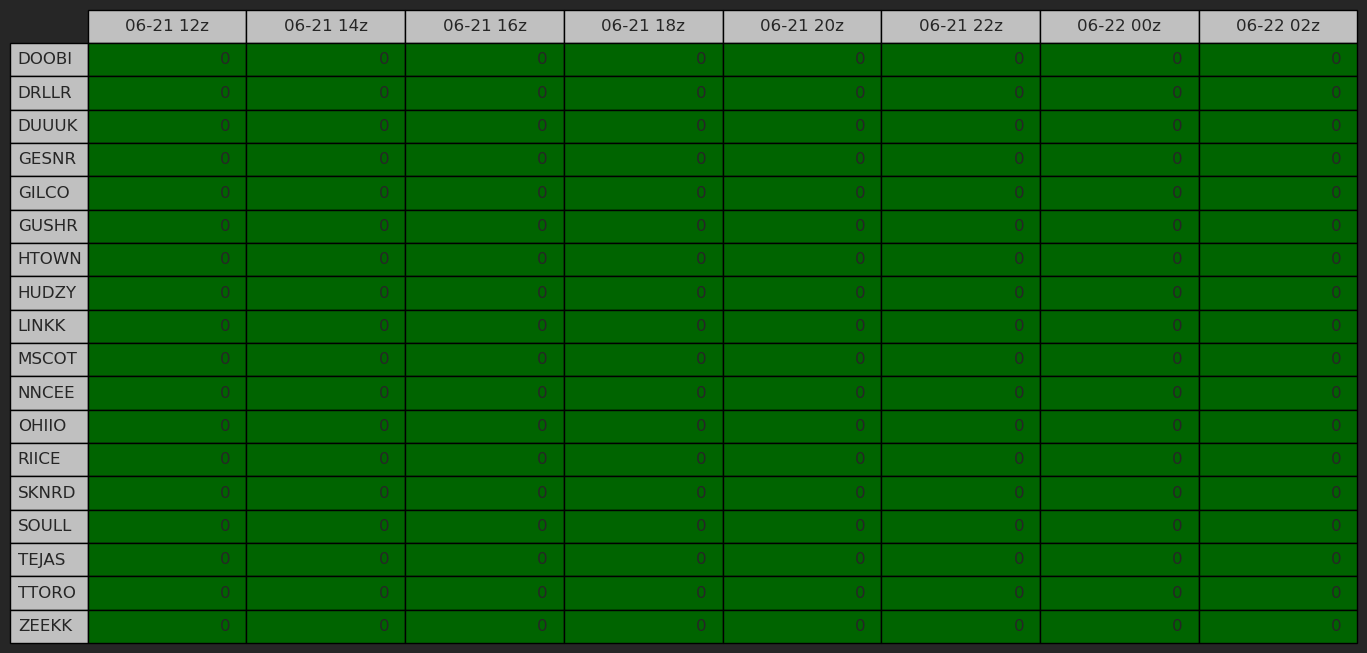 06-21 12z 06-21 14z 06-21 16z 06-21 18z 06-21 20z 06-21 22z 06-22 00z 06-22 02z
DOOBI 0 0 0 0 0 0 0 0
DRLLR 0 0 0 0 0 0 0 0
DUUUK 0 0 0 0 0 0 0 0
GESNR 0 0 0 0 0 0 0 0
GILCO 0 0 0 0 0 0 0 0
GUSHR 0 0 0 0 0 0 0 0
HTOWN 0 0 0 0 0 0 0 0
HUDZY 0 0 0 0 0 0 0 0
LINKK 0 0 0 0 0 0 0 0
MSCOT 0 0 0 0 0 0 0 0
NNCEE 0 0 0 0 0 0 0 0
OHIIO 0 0 0 0 0 0 0 0
RIICE 0 0 0 0 0 0 0 0
SKNRD 0 0 0 0 0 0 0 0
SOULL 0 0 0 0 0 0 0 0
TEJAS 0 0 0 0 0 0 0 0
TTORO 0 0 0 0 0 0 0 0
ZEEKK 0 0 0 0 0 0 0 0